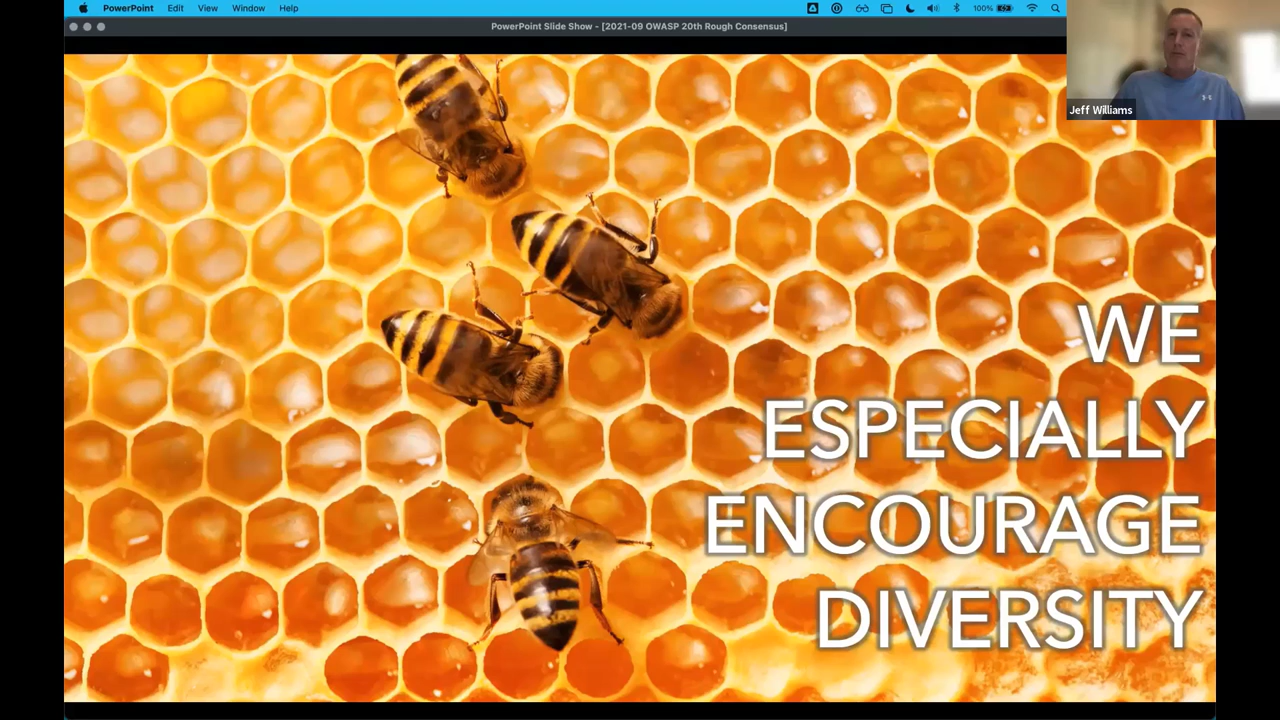 PowerPoint Edit View Window Help 100%
PowerPoint Slide Show - [2021-09 OWASP 20th Rough Consensus]
Jeff Williams
WE
ESPECIALLY
ENCOURAGE
DIVERSITY